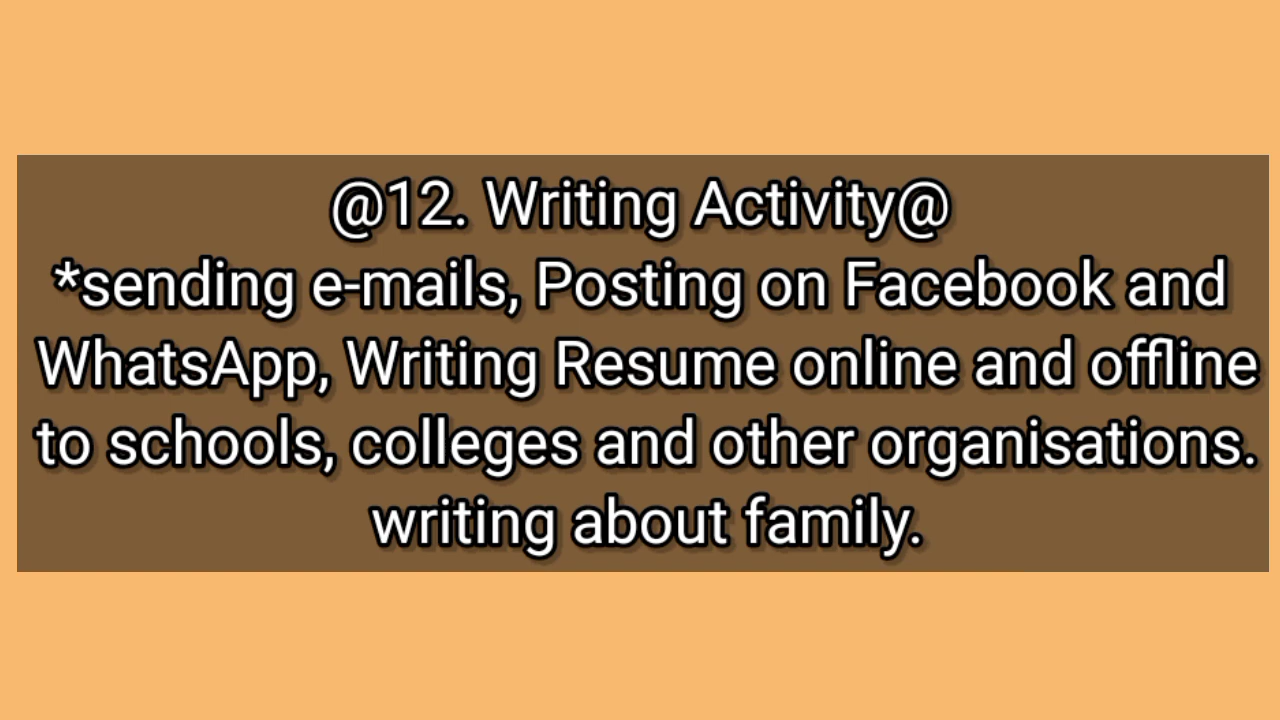 @12. Writing Activity@
*sending e-mails, Posting on Facebook and
WhatsApp, Writing Resume online and offline
to schools, colleges and other organisations.
writing about family.